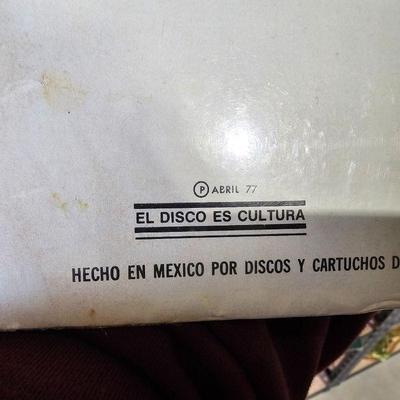 ℗ ABRIL 77
EL DISCO ES CULTURA
HECHO EN MEXICO POR DISCOS Y CARTUCHOS D